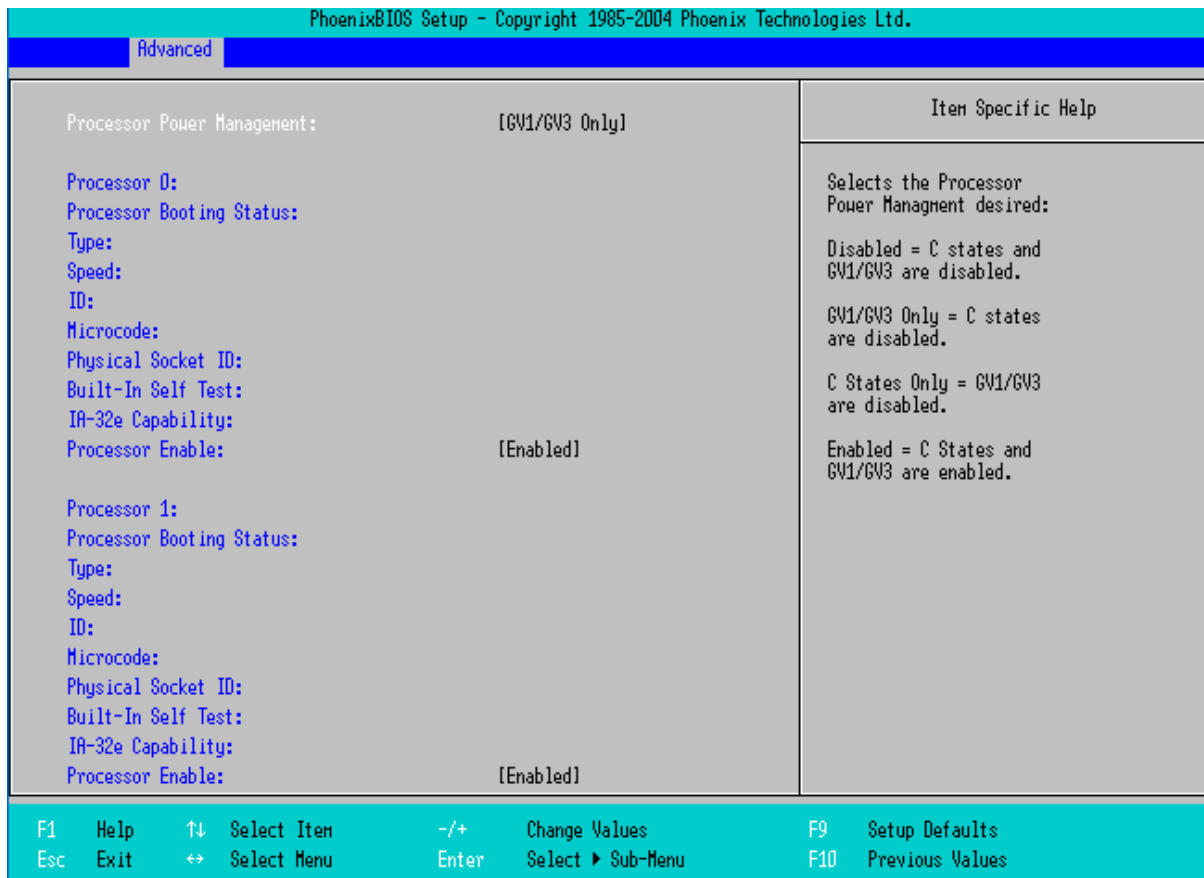 PhoenixBIOS Setup - Copyright 1985-2004 Phoenix Technologies Ltd.
Advanced
Processor Power Management: [GV1/GV3 Only]
Processor 0:
Processor Booting Status:
Type:
Speed:
ID:
Microcode:
Physical Socket ID:
Built-In Self Test:
IA-32e Capability:
Processor Enable: [Enabled]
Processor 1:
Processor Booting Status:
Type:
Speed:
ID:
Microcode:
Physical Socket ID:
Built-In Self Test:
IA-32e Capability:
Processor Enable: [Enabled]
Item Specific Help
Selects the Processor
Power Managment desired:
Disabled = C states and
GV1/GV3 are disabled.
GV1/GV3 Only = C states
are disabled.
C States Only = GV1/GV3
are disabled.
Enabled = C States and
GV1/GV3 are enabled.
F1 Help ↑↓ Select Item -/+ Change Values F9 Setup Defaults
Esc Exit ↔ Select Menu Enter Select ▶ Sub-Menu F10 Previous Values